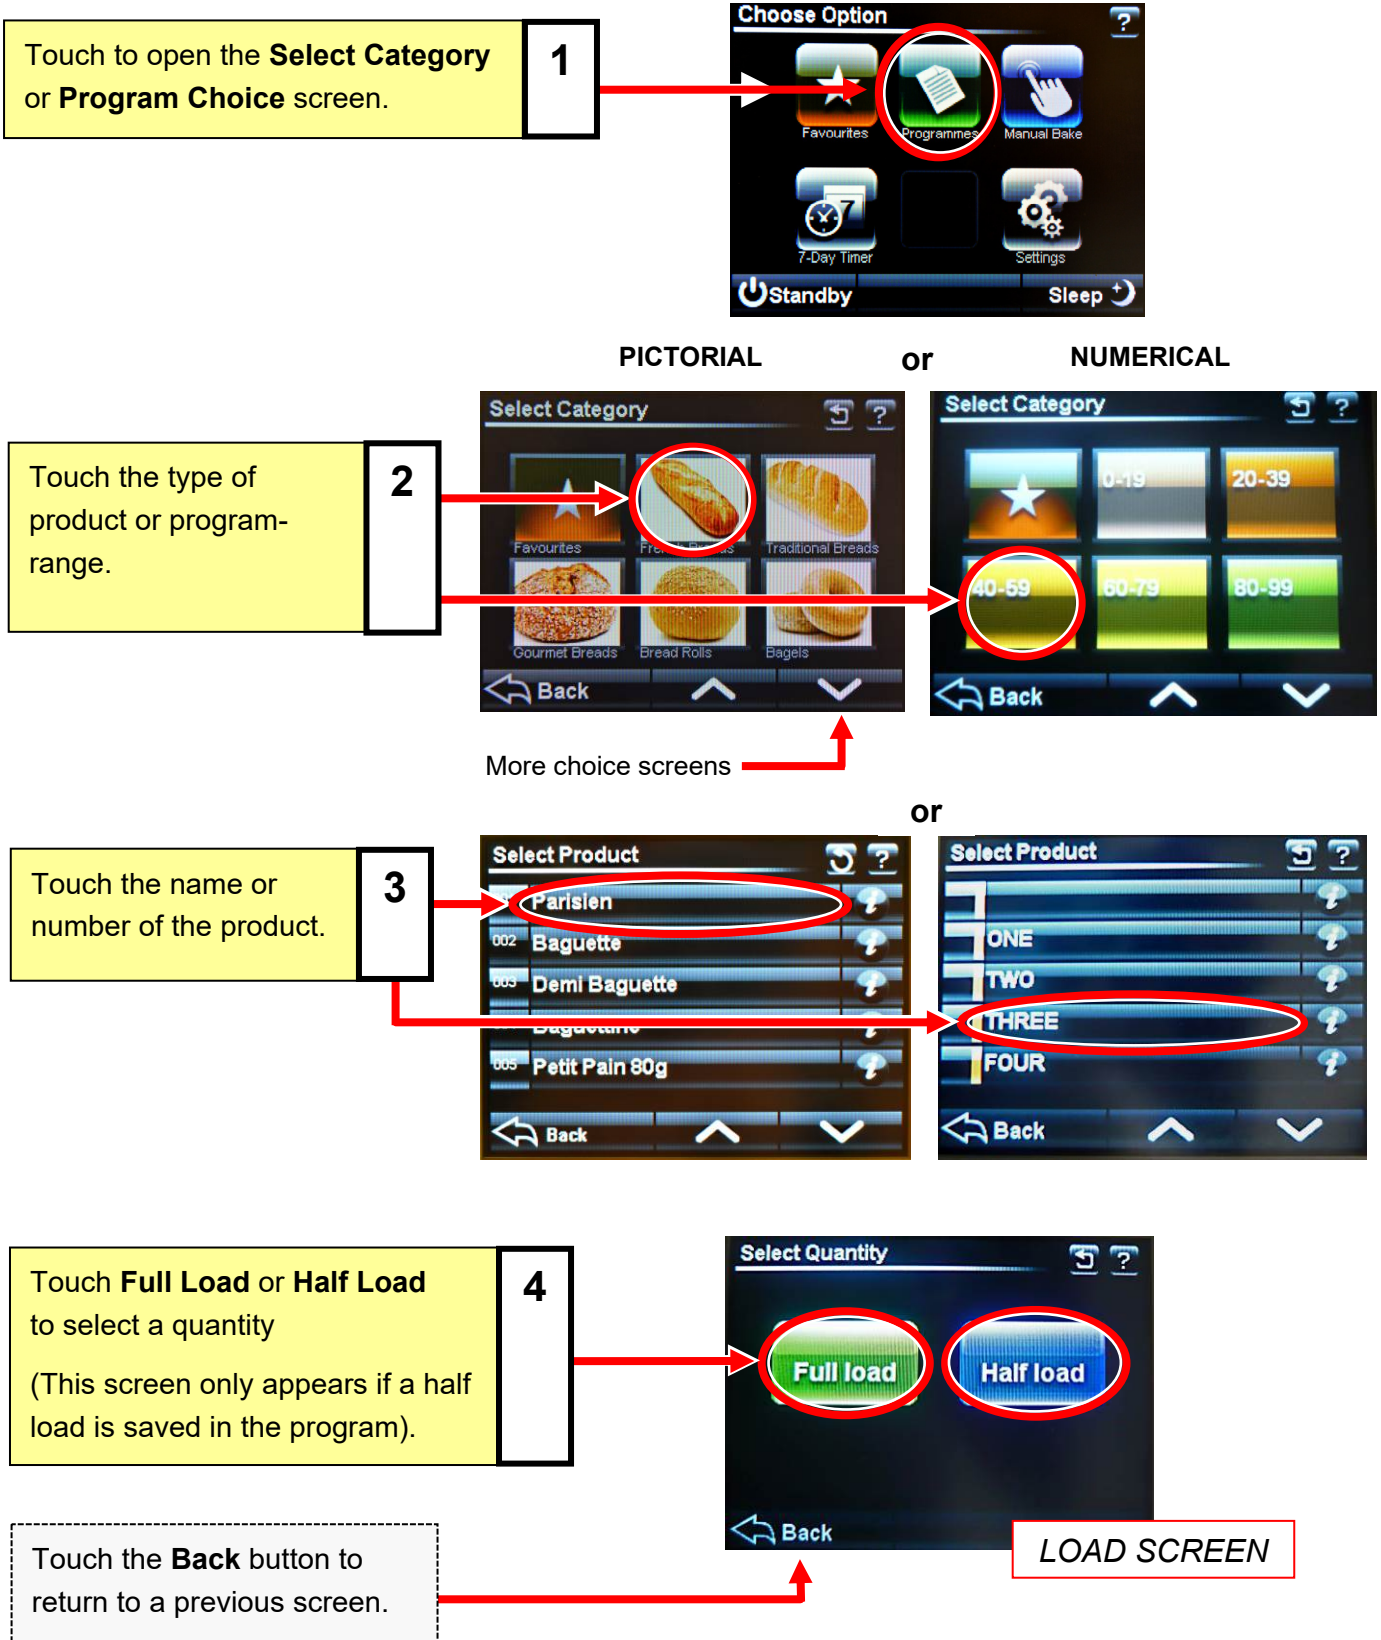 Touch to open the Select Category
or Program Choice screen.
1
Choose Option
?
Favourites
Programmes
Manual Bake
7
7-Day Timer
Settings
Standby
Sleep
PICTORIAL
or
NUMERICAL
Touch the type of
product or program-
range.
2
Select Category
?
Favourites
French Breads
Traditional Breads
Gourmet Breads
Bread Rolls
Bagels
Back
Select Category
?
0-19
20-39
40-59
60-79
80-99
Back
More choice screens
or
Touch the name or
number of the product.
3
Select Product
?
Parisien
i
002 Baguette
i
003 Demi Baguette
i
Baguettine
005 Petit Pain 80g
i
Back
Select Product
?
i
ONE
i
TWO
i
THREE
i
FOUR
i
Back
Touch Full Load or Half Load
to select a quantity
(This screen only appears if a half
load is saved in the program).
4
Select Quantity
?
Full load
Half load
Back
LOAD SCREEN
Touch the Back button to
return to a previous screen.